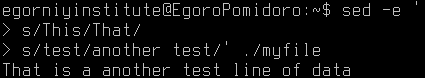 egorniyinstitute@EgoroPomidoro:~$ sed -e '
> s/This/That/
> s/test/another test/' ./myfile
That is a another test line of data